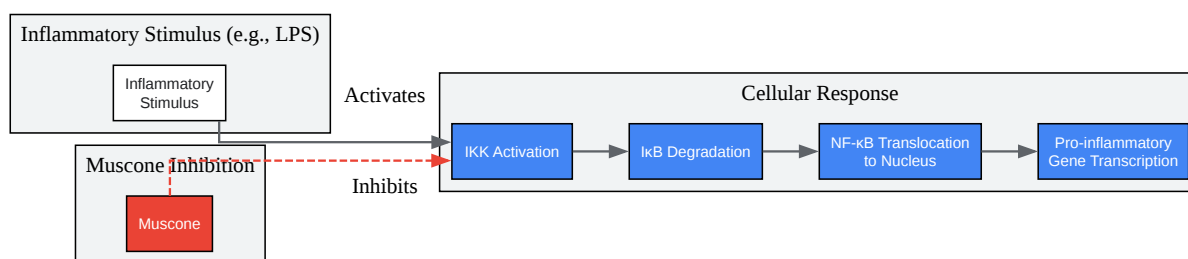 Inflammatory Stimulus (e.g., LPS)
Inflammatory
Stimulus
Activates
Muscone Inhibition
Inhibits
Muscone
Cellular Response
IKK Activation
IκB Degradation
NF-κB Translocation
to Nucleus
Pro-inflammatory
Gene Transcription